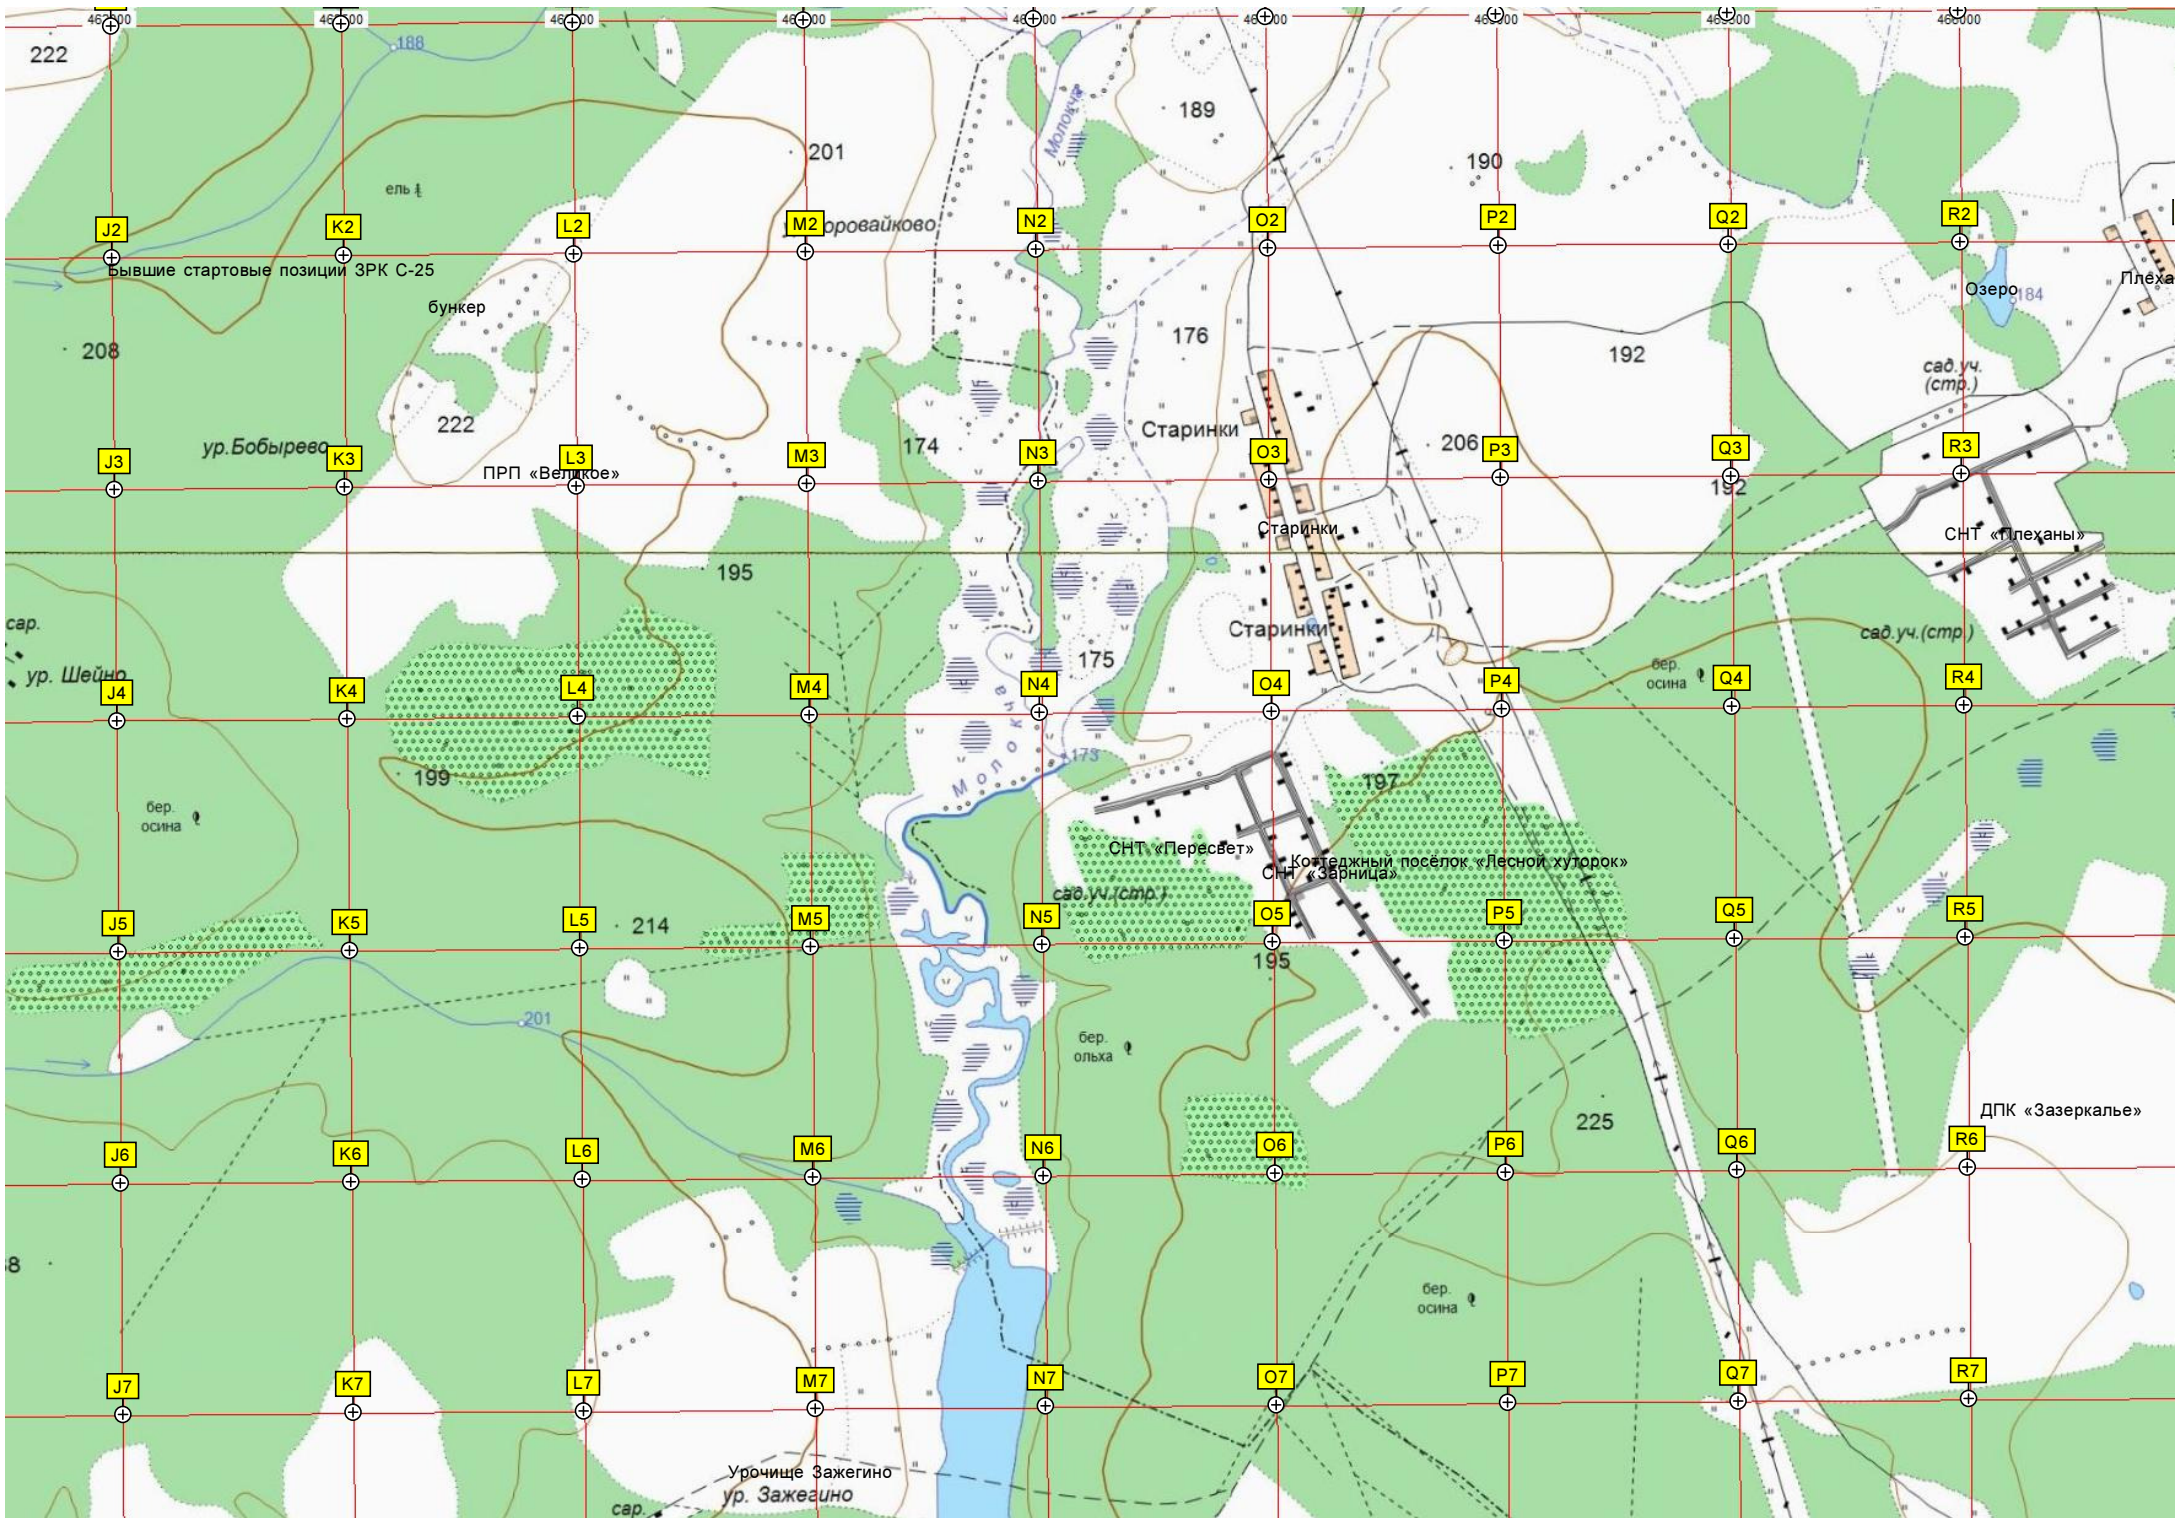 222
188
Молокча
189
201
ель
190
J2
K2
L2
M2
N2
O2
P2
Q2
R2
Бывшие стартовые позиции ЗРК С-25
бункер
Озеро
184
208
176
192
сад.уч.
(стр.)
222
ур.Бобырево
174
Старинки
206
J3
K3
L3
M3
N3
O3
P3
Q3
R3
ПРП «Великое»
192
Старинки
СНТ «Плеханы»
195
сар.
ур. Шейно
Старинки
175
бер.
осина
сад.уч.(стр.)
J4
K4
L4
M4
N4
O4
P4
Q4
R4
Молокча
173
199
197
бер.
осина
СНТ «Пересвет»
Коттеджный посёлок «Лесной хуторок»
СНТ «Зарница»
сад.уч.(стр.)
J5
K5
L5
214
M5
N5
O5
P5
Q5
R5
195
201
бер.
ольха
225
ДПК «Зазеркалье»
J6
K6
L6
M6
N6
O6
P6
Q6
R6
бер.
осина
J7
K7
L7
M7
N7
O7
P7
Q7
R7
Урочище Зажегино
ур. Зажегино
сар.